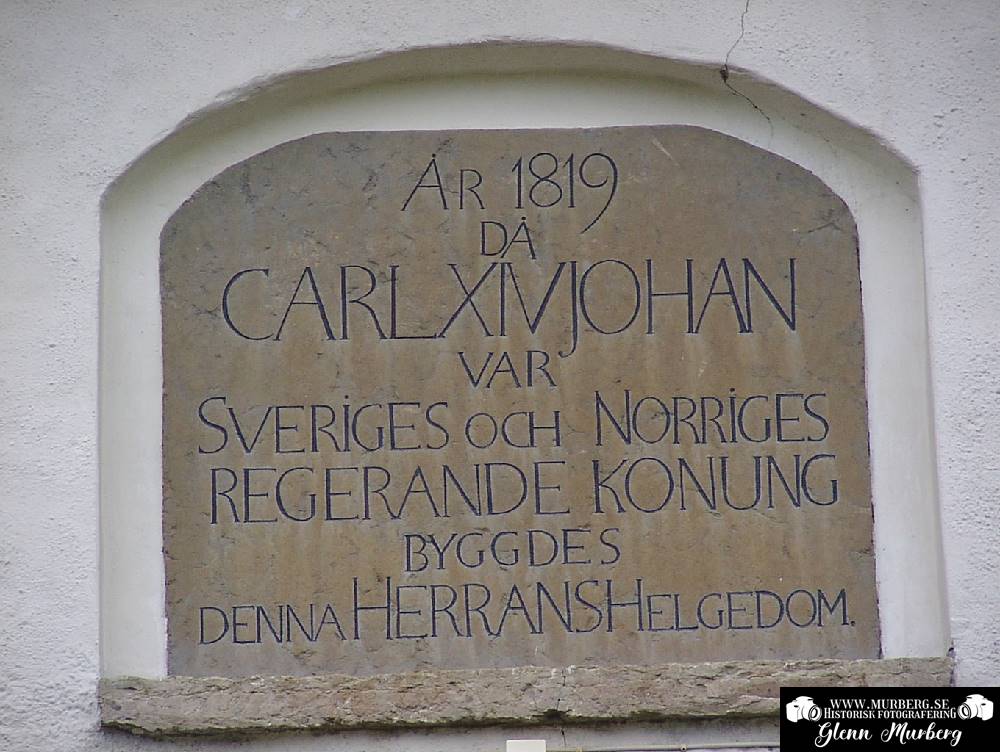 ÅR 1819
DÅ
CARL XIV JOHAN
VAR
SVERIGES OCH NORRIGES
REGERANDE KONUNG
BYGGDES
DENNA HERRANS HELGEDOM.
WWW.MURBERG.SE
HISTORISK FOTOGRAFERING
Glenn Murberg